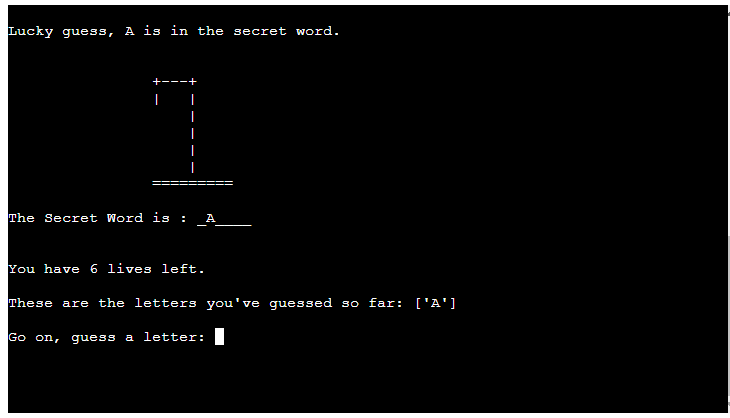 Lucky guess, A is in the secret word.
+---+
|   |
    |
    |
    |
    |
=========
The Secret Word is : _A____
You have 6 lives left.
These are the letters you've guessed so far: ['A']
Go on, guess a letter: